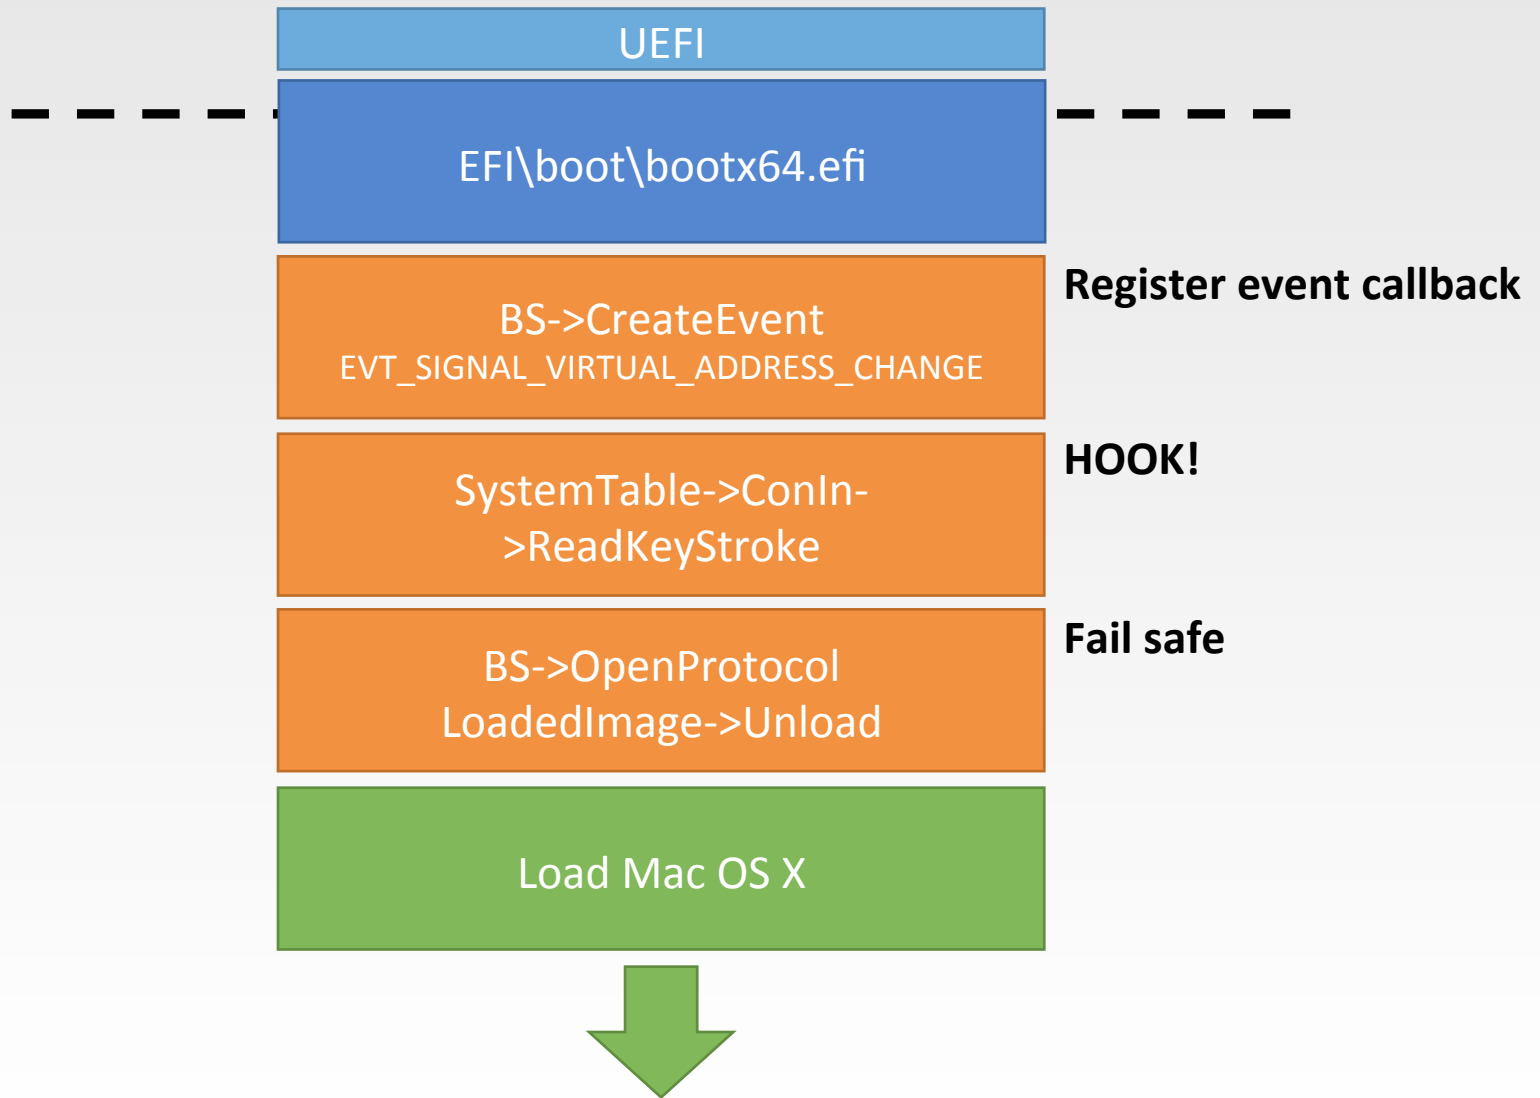 UEFI
EFI\boot\bootx64.efi
Register event callback
BS->CreateEvent
EVT_SIGNAL_VIRTUAL_ADDRESS_CHANGE
HOOK!
SystemTable->ConIn-
>ReadKeyStroke
Fail safe
BS->OpenProtocol
LoadedImage->Unload
Load Mac OS X